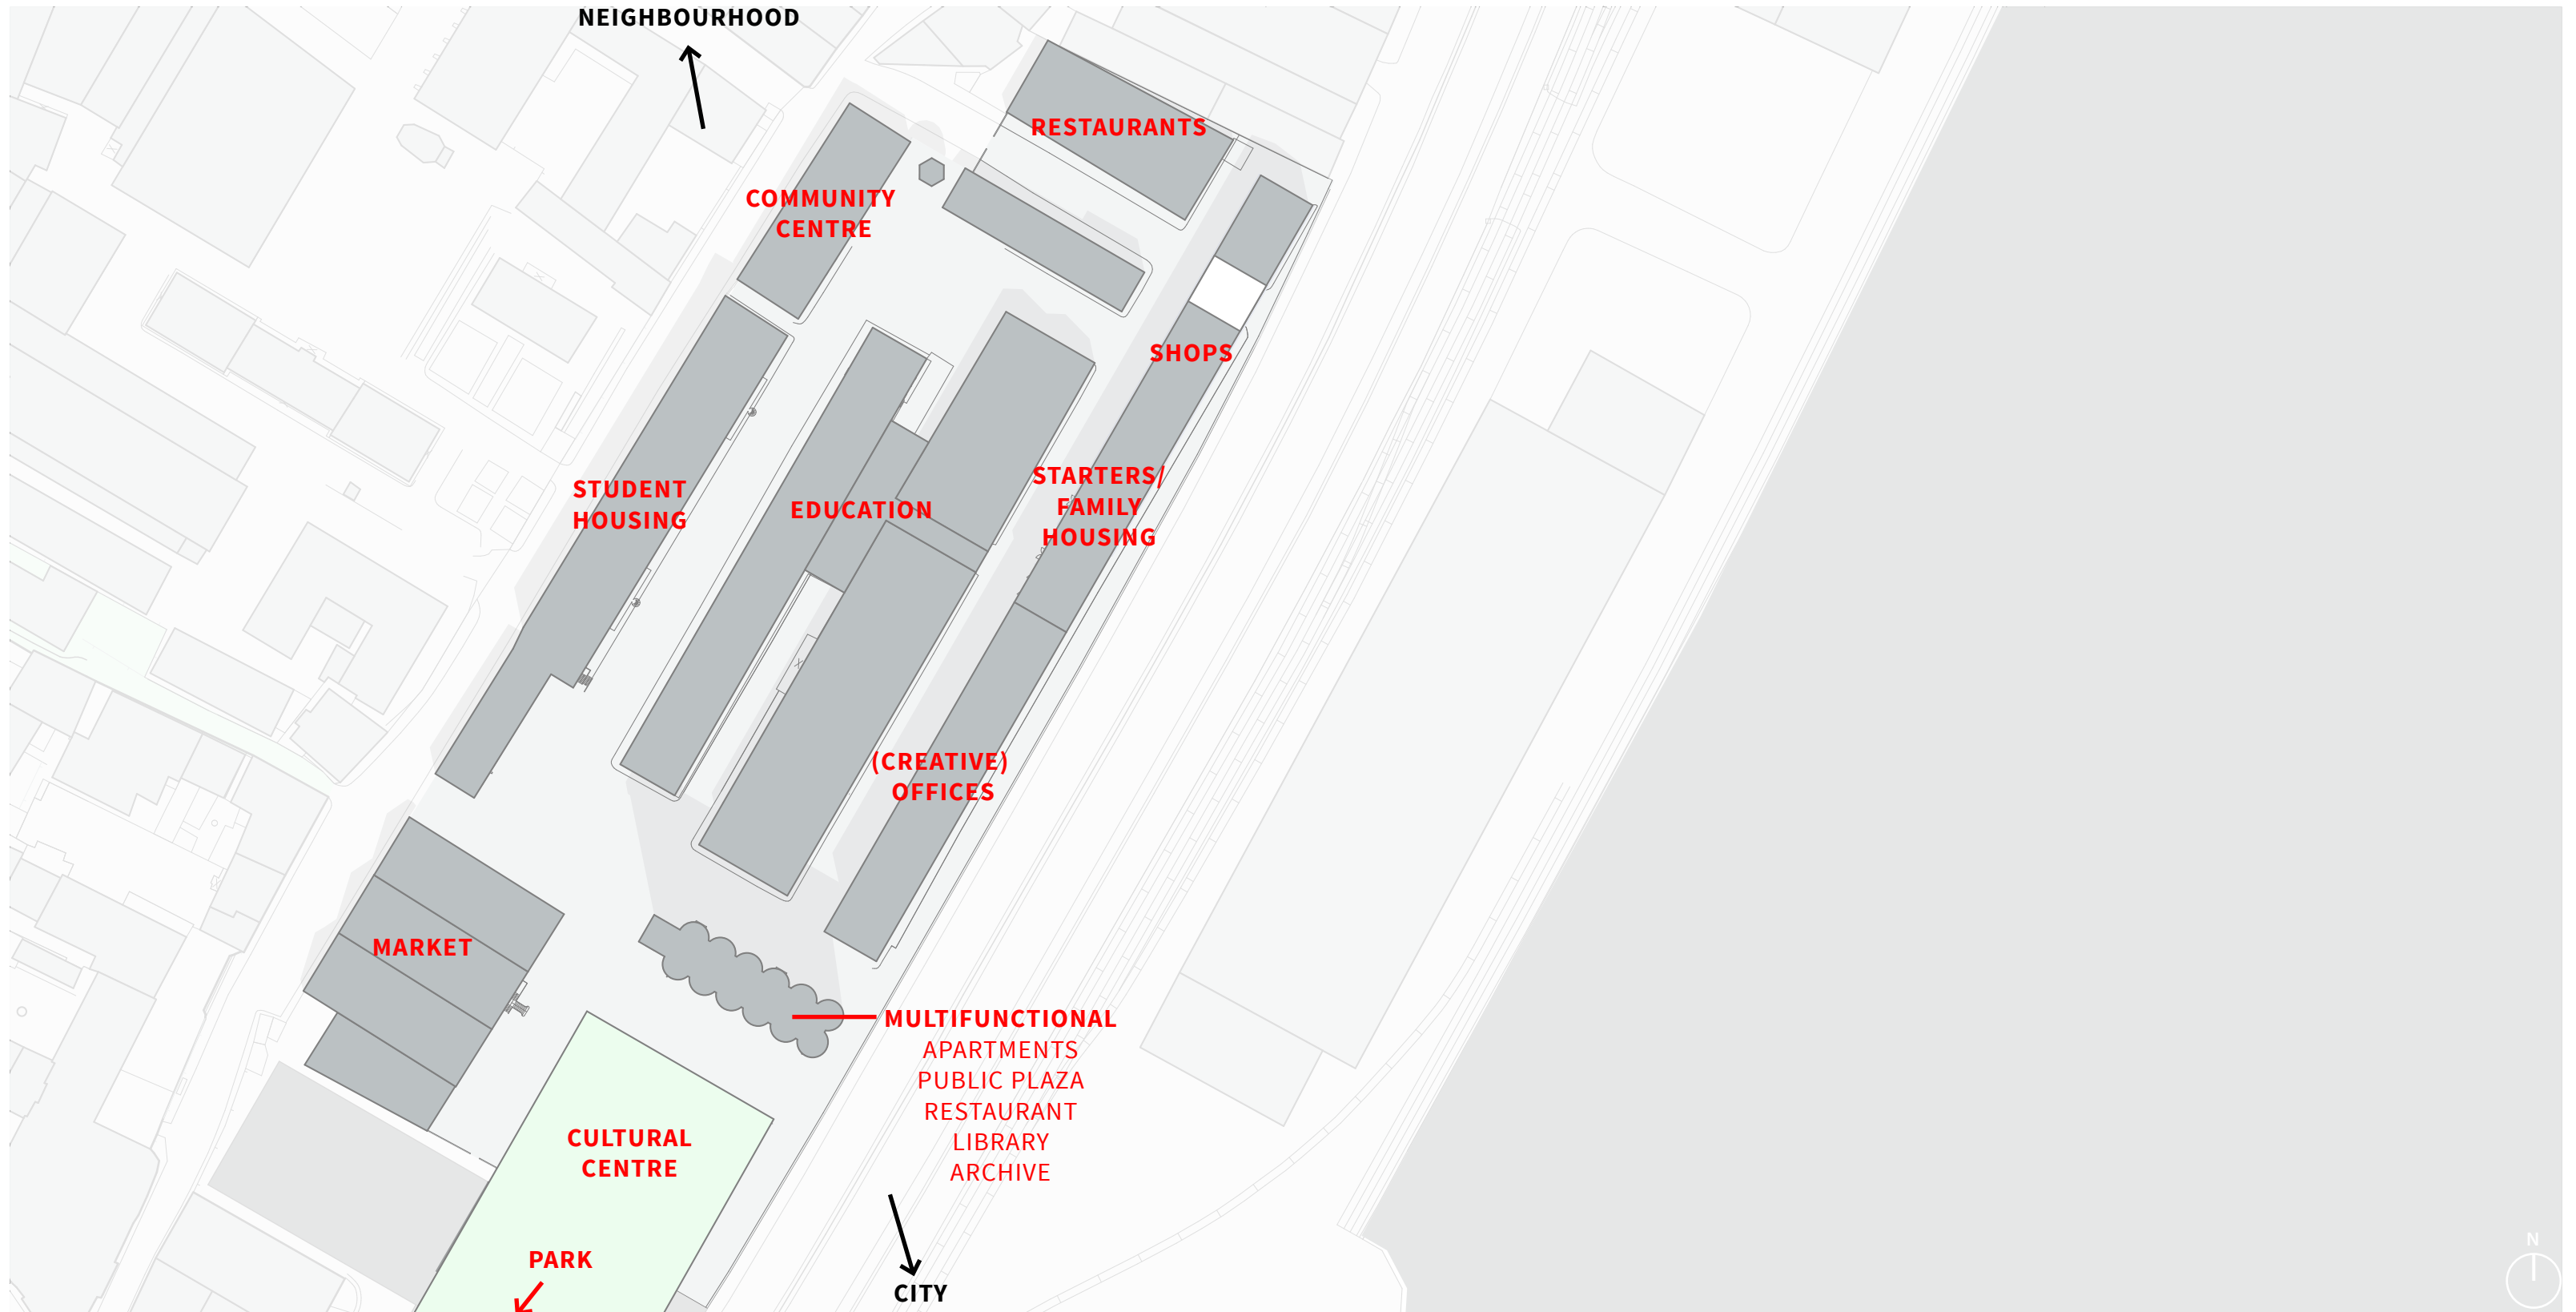 NEIGHBOURHOOD
RESTAURANTS
COMMUNITY
CENTRE
SHOPS
STUDENT
HOUSING
EDUCATION
STARTERS/
FAMILY
HOUSING
(CREATIVE)
OFFICES
MARKET
MULTIFUNCTIONAL
APARTMENTS
PUBLIC PLAZA
RESTAURANT
LIBRARY
ARCHIVE
CULTURAL
CENTRE
PARK
CITY
N